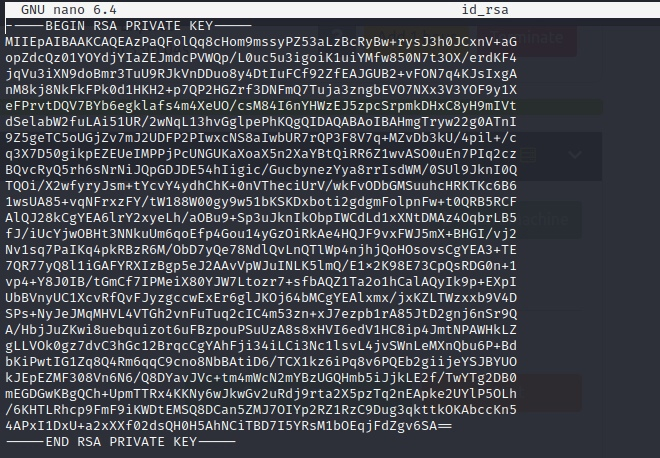 GNU nano 6.4 id_rsa
-----BEGIN RSA PRIVATE KEY-----
MIIEpAIBAAKCAQEAzPaQFolQq8cHom9mssyPZ53aLzBcRyBw+rysJ3h0JCxnV+aG
opZdcQz01YOYdjYIaZEJmdcPVWQp/L0uc5u3igoiK1uiYMfw850N7t3OX/erdKF4
jqVu3iXN9doBmr3TuU9RJkVnDDuo8y4DtIuFCf92ZfEAJGUB2+vFON7q4KJsIxgA
nM8kj8NkFkFPk0d1HKH2+p7QP2HGZrf3DNFmQ7Tuja3zngbEVO7NXx3V3YOF9y1X
eFPrvtDQV7BYb6egklafs4m4XeUO/csM84I6nYHWzEJ5zpcSrpmkDHxC8yH9mIVt
dSelabW2fuLAi51UR/2wNqL13hvGglpePhKQgQIDAQABAoIBAHmgTryw22g0ATnI
9Z5geTC5oUGjZv7mJ2UDFP2PIwxcNS8aIwbUR7rQP3F8V7q+MZvDb3kU/4pil+/c
q3X7D50gikpEZEUeIMPPjPcUNGUKaXoaX5n2XaYBtQiRR6Z1wvASO0uEn7PIq2cz
BQvcRyQ5rh6sNrNiJQpGDJDE54hIigic/GucbynezYya8rrIsdWM/0SUl9JknI0Q
TQOi/X2wfyryJsm+tYcvY4ydhChK+0nVTheciUrV/wkFvODbGMSuuhcHRKTKc6B6
1wsUA85+vqNFrxzFY/tW188W00gy9w51bKSKDxboti2gdgmFolpnFw+t0QRB5RCF
AlQJ28kCgYEA6lrY2xyeLh/aOBu9+Sp3uJknIkObpIWCdLd1xXNtDMAz4OqbrLB5
fJ/iUcYjwOBHt3NNkuUm6qoEfp4Gou14yGzOiRkAe4HQJF9vxFWJ5mX+BHGI/vj2
Nv1sq7PaIKq4pkRBzR6M/ObD7yQe78NdlQvLnQTlWp4njhjQoHOsovsCgYEA3+TE
7QR77yQ8l1iGAFYRXIzBgp5eJ2AAvVpWJuINLK5lmQ/E1×2K98E73CpQsRDG0n+1
vp4+Y8J0IB/tGmCf7IPMeiX80YJW7Ltozr7+sfbAQZ1Ta2o1hCalAQyIk9p+EXpI
UbBVnyUC1XcvRfQvFJyzgccwExEr6glJKOj64bMCgYEAlxmx/jxKZLTWzxxb9V4D
SPs+NyJeJMqMHVL4VTGh2vnFuTuq2cIC4m53zn+xJ7ezpb1rA85JtD2gnj6nSr9Q
A/HbjJuZKwi8uebquizot6uFBzpouPSuUzA8s8xHVI6edV1HC8ip4JmtNPAWHkLZ
gLLVOk0gz7dvC3hGc12BrqcCgYAhFji34iLCi3Nc1lsvL4jvSWnLeMXnQbu6P+Bd
bKiPwtIG1Zq8Q4Rm6qqC9cno8NbBAtiD6/TCX1kz6iPq8v6PQEb2giijeYSJBYUO
kJEpEZMF308Vn6N6/Q8DYavJVc+tm4mWcN2mYBzUGQHmb5iJjkLE2f/TwYTg2DB0
mEGDGwKBgQCh+UpmTTRx4KKNy6wJkwGv2uRdj9rta2X5pzTq2nEApke2UYlP5OLh
/6KHTLRhcp9FmF9iKWDtEMSQ8DCan5ZMJ7OIYp2RZ1RzC9Dug3qkttkOKAbccKn5
4APxI1DxU+a2xXXf02dsQH0H5AhNCiTBD7I5YRsM1bOEqjFdZgv6SA==
-----END RSA PRIVATE KEY-----